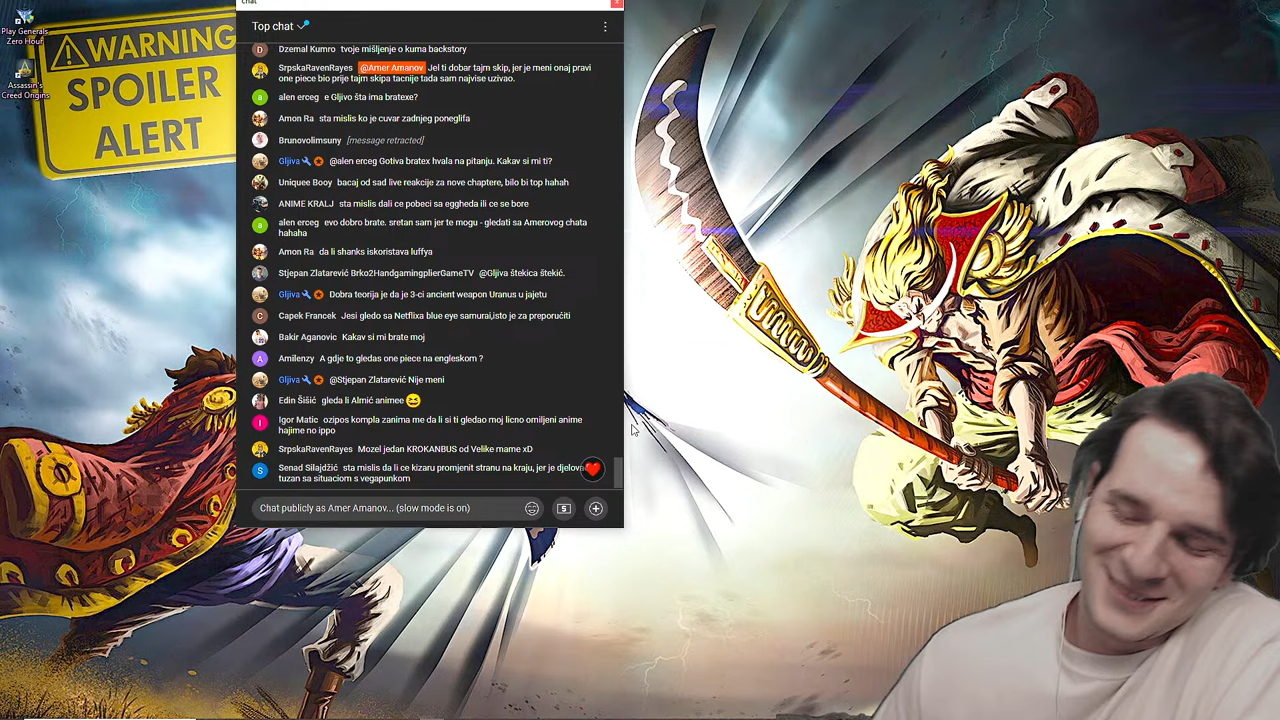 Play Generals
Zero Hour
Assassin's
Creed Origins
WARNING
SPOILER
ALERT
Chat
Top chat
D Dzemal Kumro tvoje mišljenje o kuma backstory
SrpskaRavenRayes @Amer Amanov Jel ti dobar tajm skip, jer je meni onaj pravi
one piece bio prije tajm skipa tacnije tada sam najvise uzivao.
a alen erceg e Gljivo šta ima bratexe?
Amon Ra sta mislis ko je cuvar zadnjeg poneglifa
Brunovolimsuny [message retracted]
Gljiva @alen erceg Gotiva bratex hvala na pitanju. Kakav si mi ti?
Uniquee Booy bacaj od sad live reakcije za nove chaptere, bilo bi top hahah
ANIME KRALJ sta mislis dali ce pobeci sa eggheda ili ce se bore
a alen erceg evo dobro brate. sretan sam jer te mogu - gledati sa Amerovog chata
hahaha
Amon Ra da li shanks iskoristava luffya
Stjepan Zlatarević Brko2HandgamingplierGameTV @Gljiva štekica štekić.
Gljiva Dobra teorija je da je 3-ci ancient weapon Uranus u jajetu
C Capek Francek Jesi gledo sa Netflixa blue eye samurai,isto je za preporučiti
Bakir Aganovic Kakav si mi brate moj
A Amilenzy A gdje to gledas one piece na engleskom ?
Gljiva @Stjepan Zlatarević Nije meni
Edin Šišić gleda li Almić animee 😆
I Igor Matic ozipos kompla zanima me da li si ti gledao moj licno omiljeni anime
hajime no ippo
SrpskaRavenRayes Mozel jedan KROKANBUS od Velike mame xD
S Senad Silajdžić sta mislis da li ce kizaru promjenit stranu na kraju, jer je djelova
tuzan sa situaciom s vegapunkom
Chat publicly as Amer Amanov... (slow mode is on)